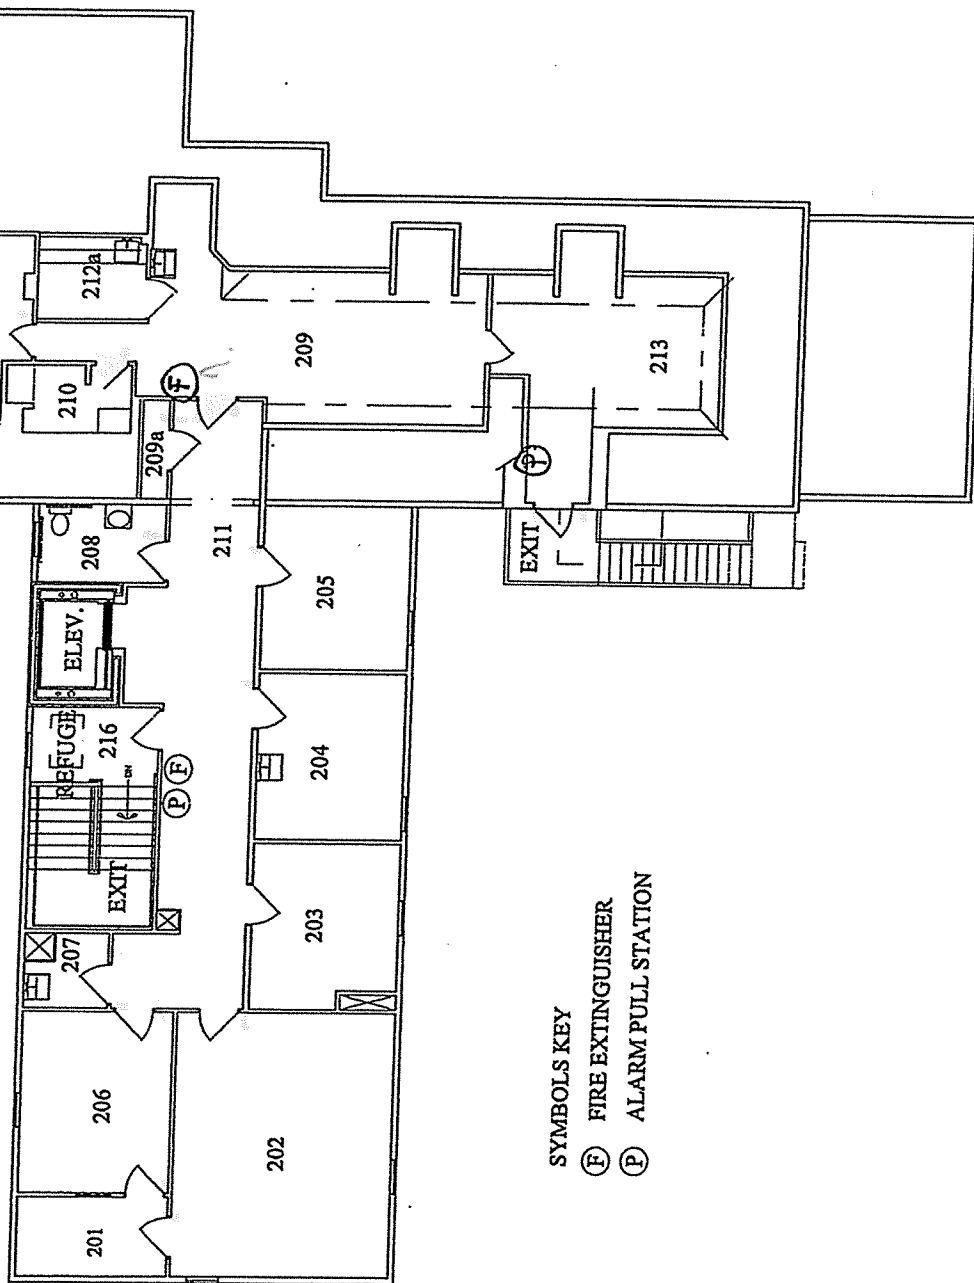 212a
210
209
213
F
209a
P
208
211
EXIT
ELEV.
205
REFUGE
216
DN
P F
204
EXIT
207
203
206
202
201
SYMBOLS KEY
F FIRE EXTINGUISHER
P ALARM PULL STATION